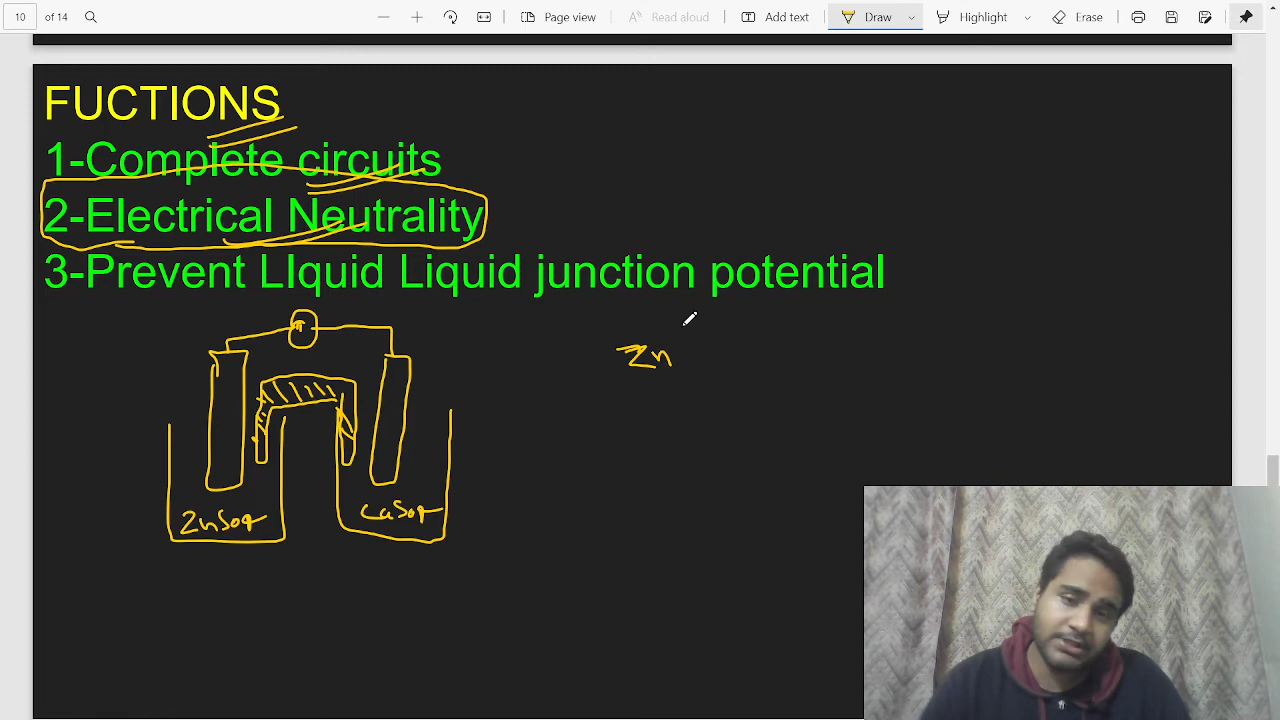 10 of 14 Page view Read aloud Add text Draw Highlight Erase
FUCTIONS
1-Complete circuits
2-Electrical Neutrality
3-Prevent LIquid Liquid junction potential
Zn
ZnSo4 CuSo4